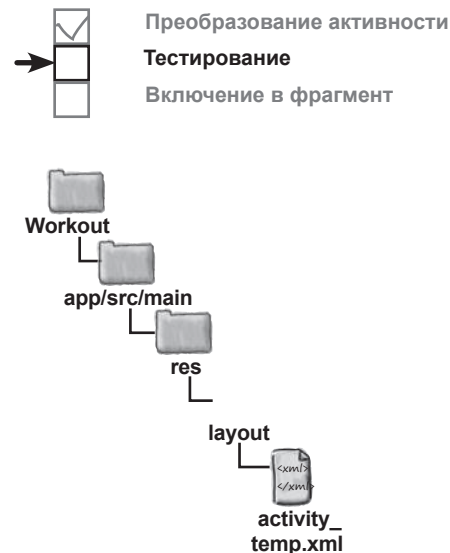 Преобразование активности
Тестирование
Включение в фрагмент
Workout
app/src/main
res
layout
<xml>
</xml>
activity_
temp.xml